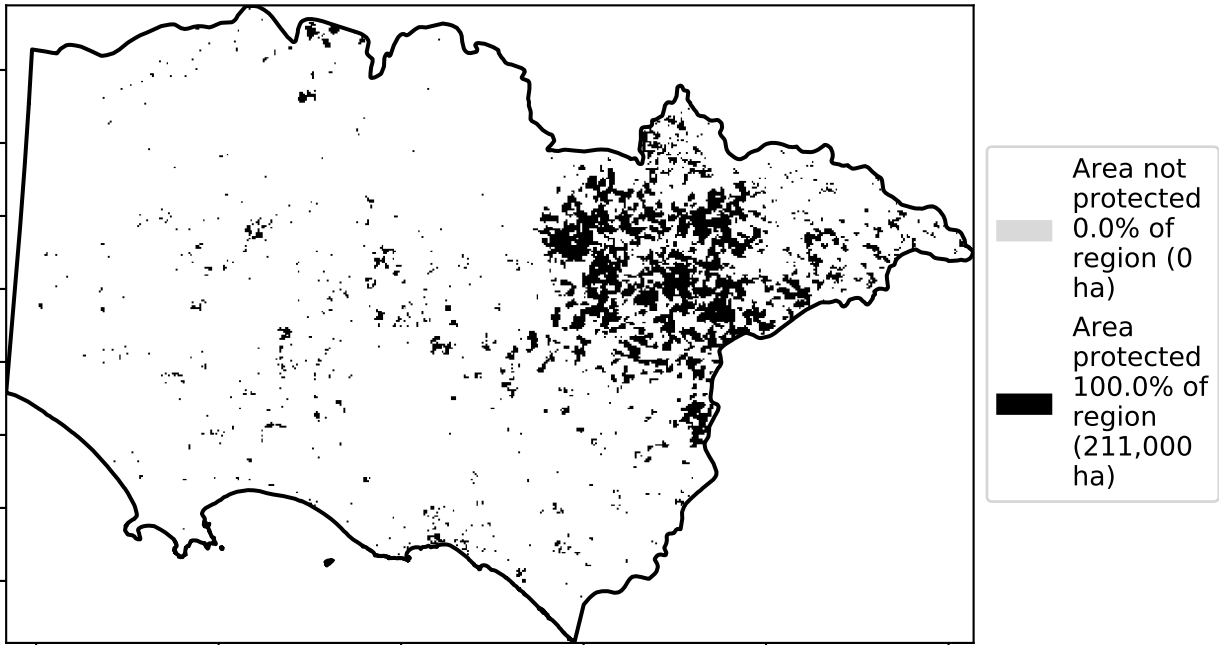 Area not
protected
0.0% of
region (0
ha)
Area
protected
100.0% of
region
(211,000
ha)